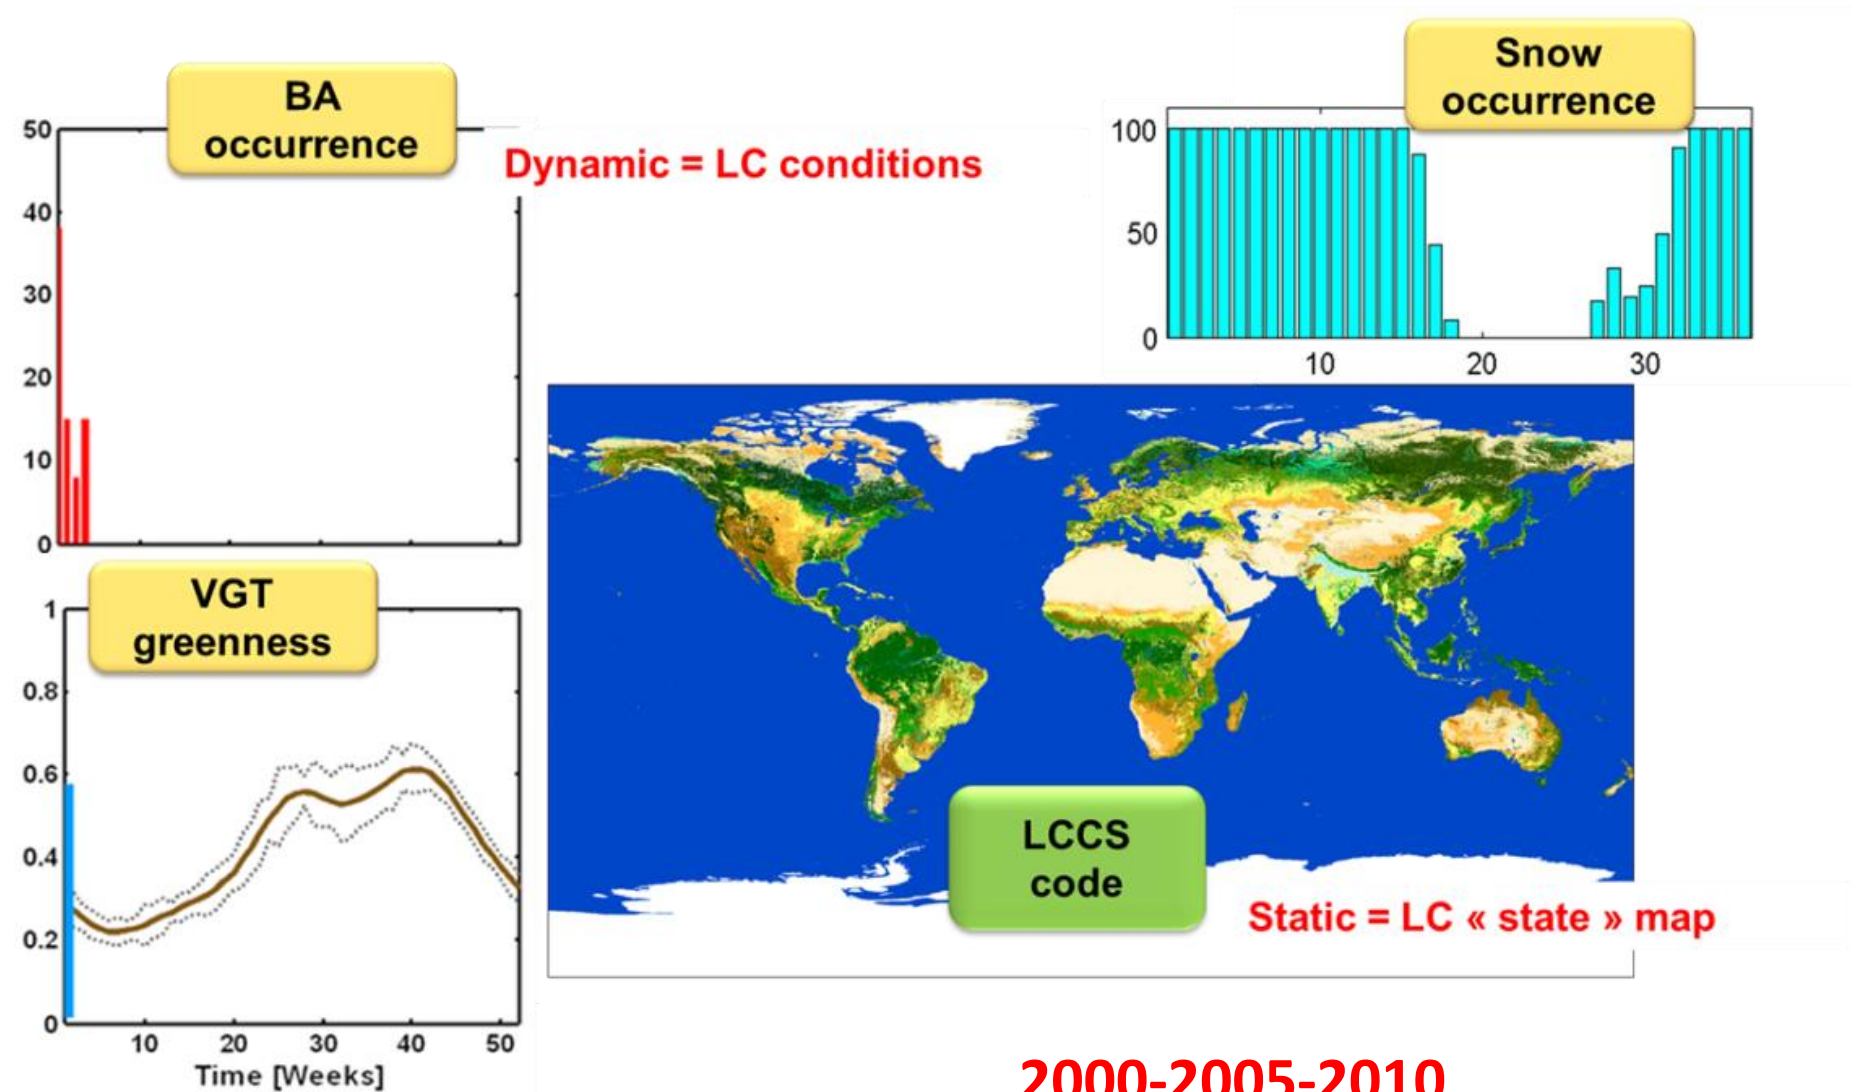 BA
occurrence
50
40
30
20
10
0
Dynamic = LC conditions
Snow
occurrence
100
50
0
10 20 30
VGT
greenness
1
0.8
0.6
0.4
0.2
0
10 20 30 40 50
Time [Weeks]
LCCS
code
Static = LC « state » map
2000-2005-2010